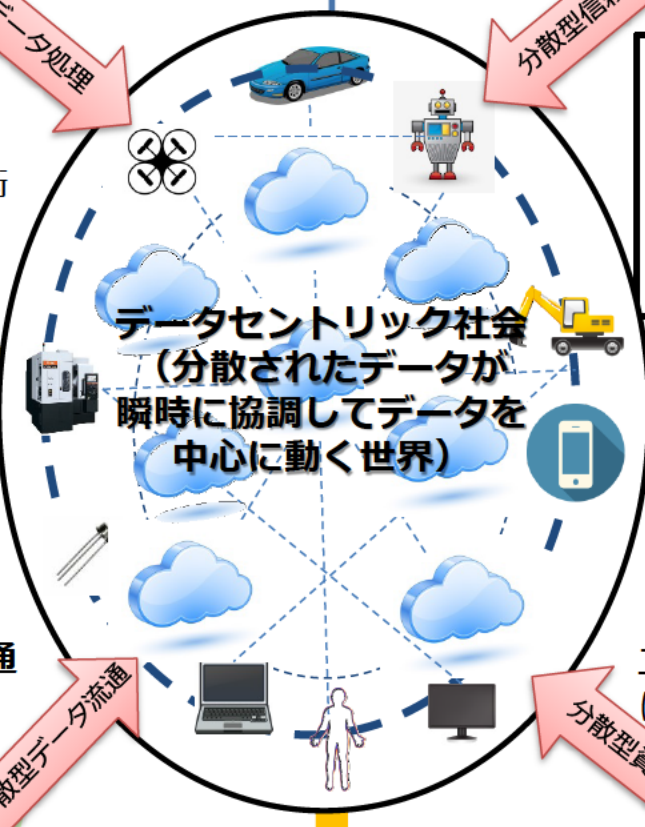 データ処理
分散型信
データセントリック社会
（分散されたデータが
瞬時に協調してデータを
中心に動く世界）
通
散型データ流通
分散型資